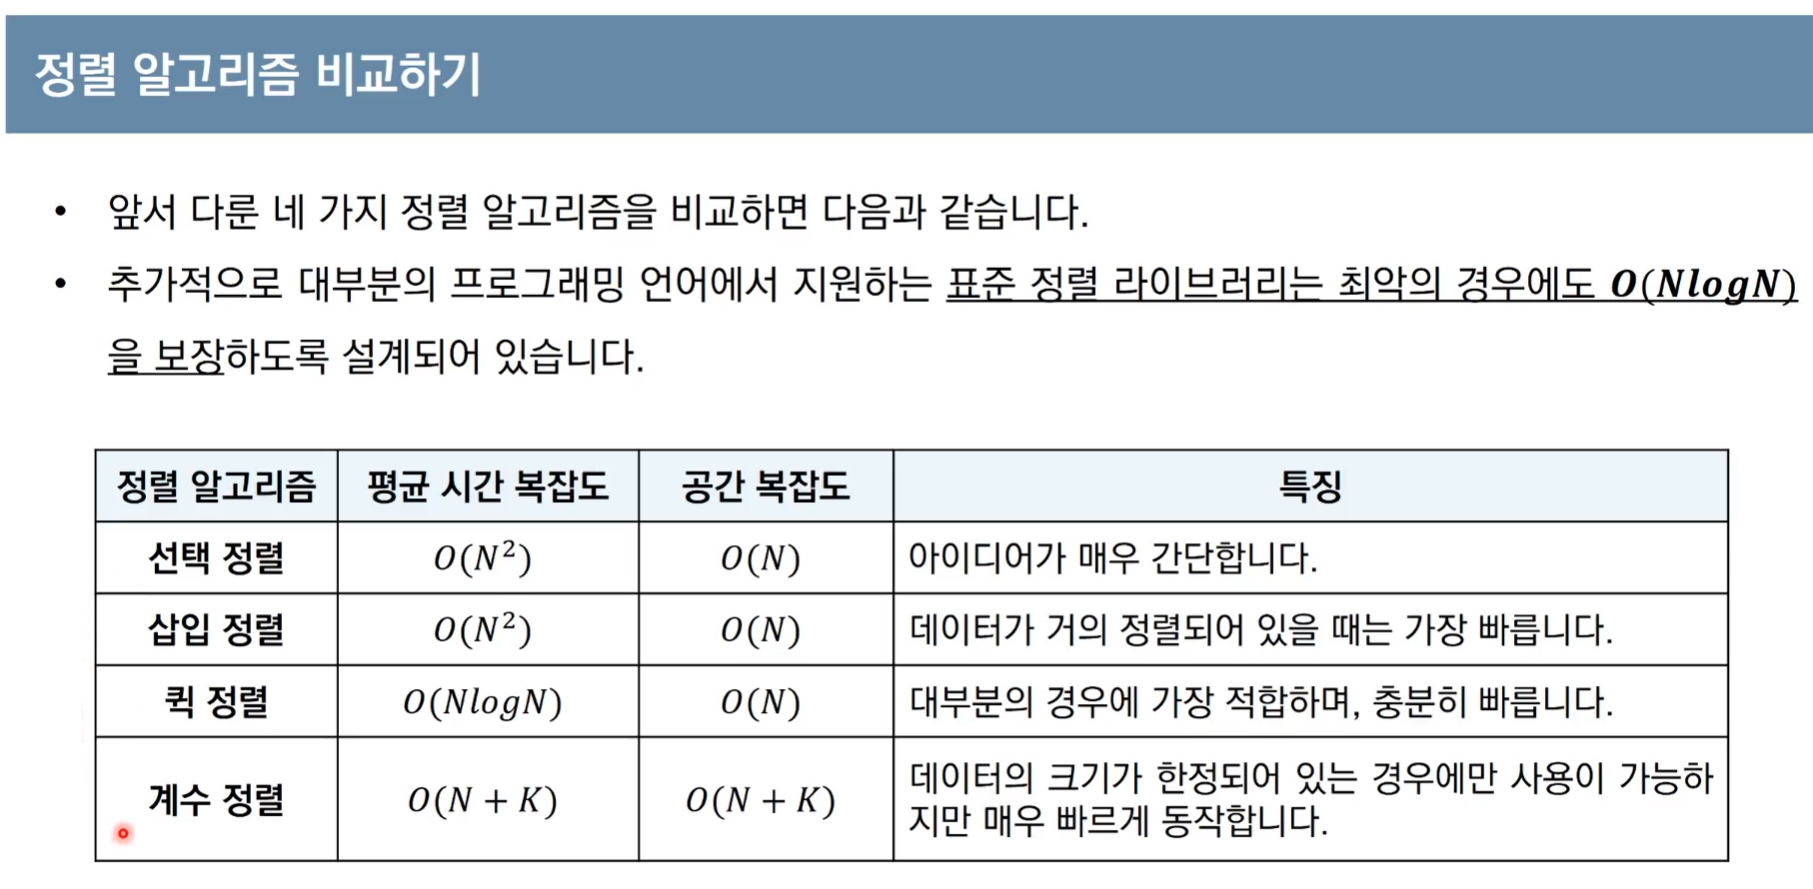 정렬 알고리즘 비교하기
• 앞서 다룬 네 가지 정렬 알고리즘을 비교하면 다음과 같습니다.
• 추가적으로 대부분의 프로그래밍 언어에서 지원하는 표준 정렬 라이브러리는 최악의 경우에도 O(NlogN)
을 보장하도록 설계되어 있습니다.
정렬 알고리즘 평균 시간 복잡도 공간 복잡도 특징
선택 정렬 O(N²) O(N) 아이디어가 매우 간단합니다.
삽입 정렬 O(N²) O(N) 데이터가 거의 정렬되어 있을 때는 가장 빠릅니다.
퀵 정렬 O(NlogN) O(N) 대부분의 경우에 가장 적합하며, 충분히 빠릅니다.
계수 정렬 O(N + K) O(N + K) 데이터의 크기가 한정되어 있는 경우에만 사용이 가능하
지만 매우 빠르게 동작합니다.